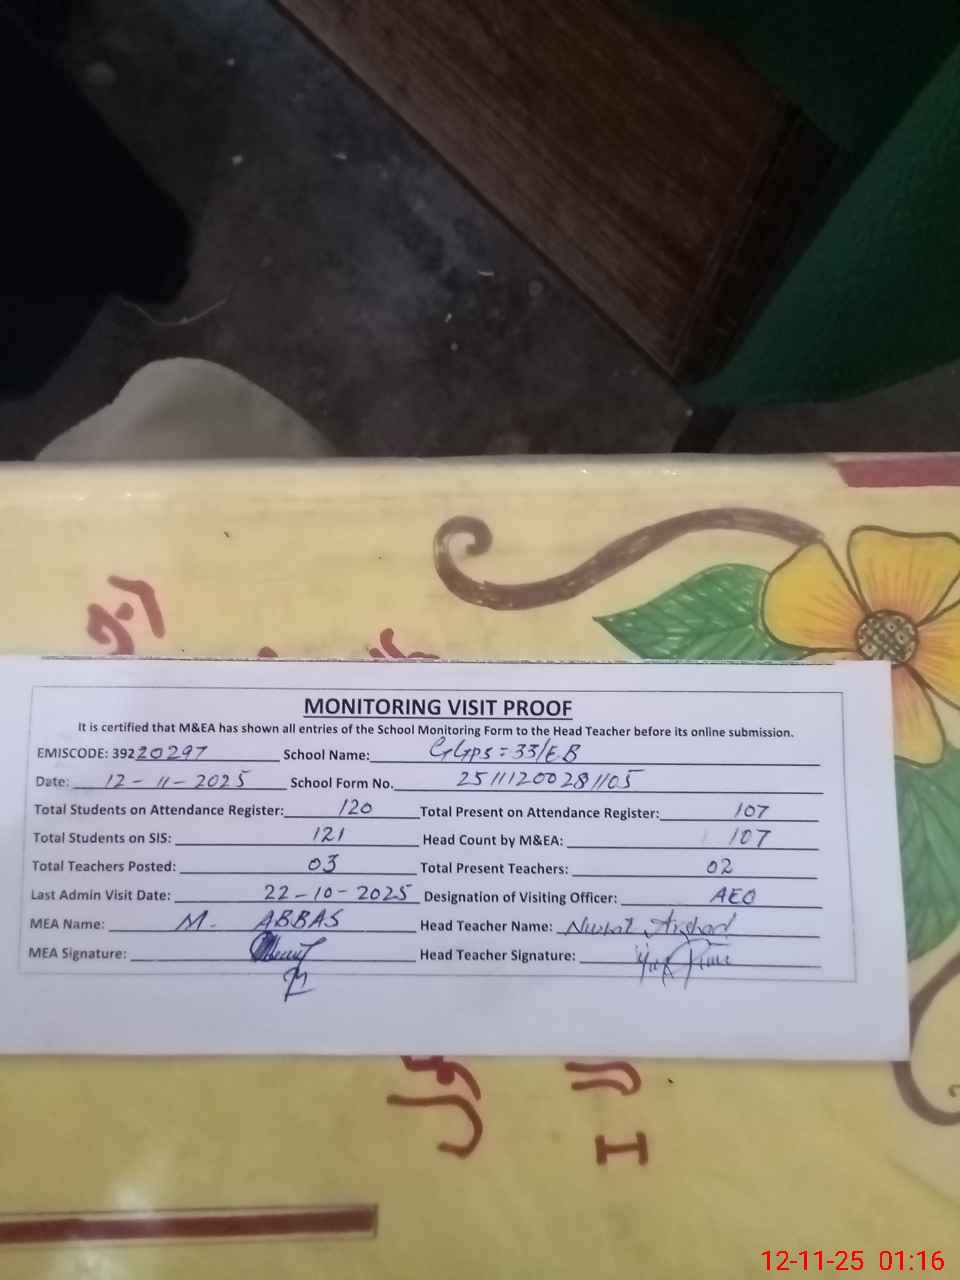 MONITORING VISIT PROOF
It is certified that M&EA has shown all entries of the School Monitoring Form to the Head Teacher before its online submission.
EMISCODE: 39220297 School Name: GGPS = 33/EB
Date: 12-11-2025 School Form No. 2511120028 1105
Total Students on Attendance Register: 120 Total Present on Attendance Register: 107
Total Students on SIS: 121 Head Count by M&EA: 107
Total Teachers Posted: 03 Total Present Teachers: 02
Last Admin Visit Date: 22-10-2025 Designation of Visiting Officer: AEO
MEA Name: M. ABBAS Head Teacher Name: Nusrat Arshad
MEA Signature: Head Teacher Signature:
12-11-25 01:16